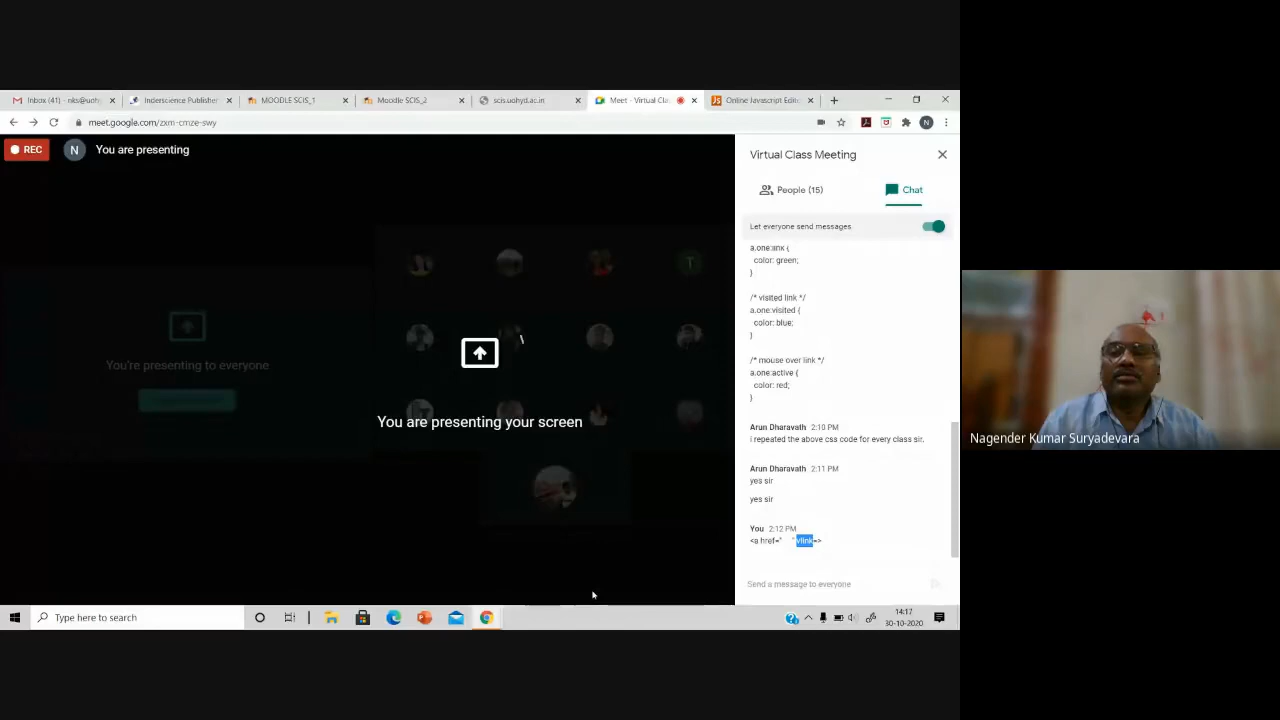 Inbox (41) - nks@uoh
Inderscience Publisher
MOODLE SCIS_1
Moodle SCIS_2
scis.uohyd.ac.in
Meet - Virtual Cla
Online Javascript Edit
meet.google.com/zxm-cmze-swy
REC
N
You are presenting
Virtual Class Meeting
People (15)
Chat
Let everyone send messages
a.one:link {
color: green;
}
/* visited link */
a.one:visited {
color: blue;
}
/* mouse over link */
a.one:active {
color: red;
}
Arun Dharavath 2:10 PM
i repeated the above css code for every class sir.
Arun Dharavath 2:11 PM
yes sir
yes sir
You 2:12 PM
<a href=" " vlink=>
Send a message to everyone
T
You're presenting to everyone
You are presenting your screen
Nagender Kumar Suryadevara
Type here to search
14:17
30-10-2020